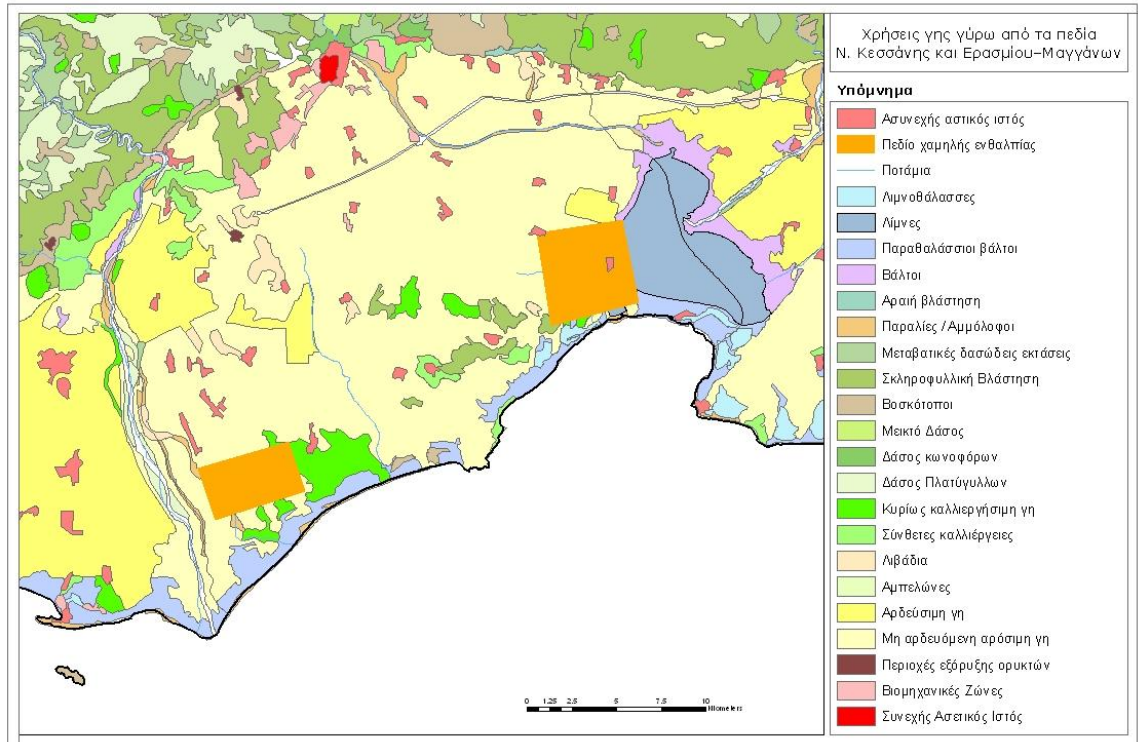 Χρήσεις γης γύρω από τα πεδία
Ν. Κεσσάνης και Ερασμίου-Μαγγάνων
Υπόμνημα
Ασυνεχής αστικός ιστός
Πεδίο χαμηλής ενθαλπίας
Ποτάμια
Λιμνοθάλασσες
Λίμνες
Παραθαλάσσιοι βάλτοι
Βάλτοι
Αραιή βλάστηση
Παραλίες /Αμμόλοφοι
Μεταβατικές δασώδεις εκτάσεις
Σκληροφυλλική Βλάστηση
Βοσκότοποι
Μεικτό Δάσος
Δάσος κωνοφόρων
Δάσος Πλατύγυλλων
Κυρίως καλλιεργήσιμη γη
Σύνθετες καλλιέργειες
Λιβάδια
Αμπελώνες
Αρδεύσιμη γη
Μη αρδευόμενη αρόσιμη γη
Περιοχές εξόρυξης ορυκτών
Βιομηχανικές Ζώνες
Συνεχής Ασετικός Ιστός
0 1.25 2.5 5 7.5 10
Kilometers